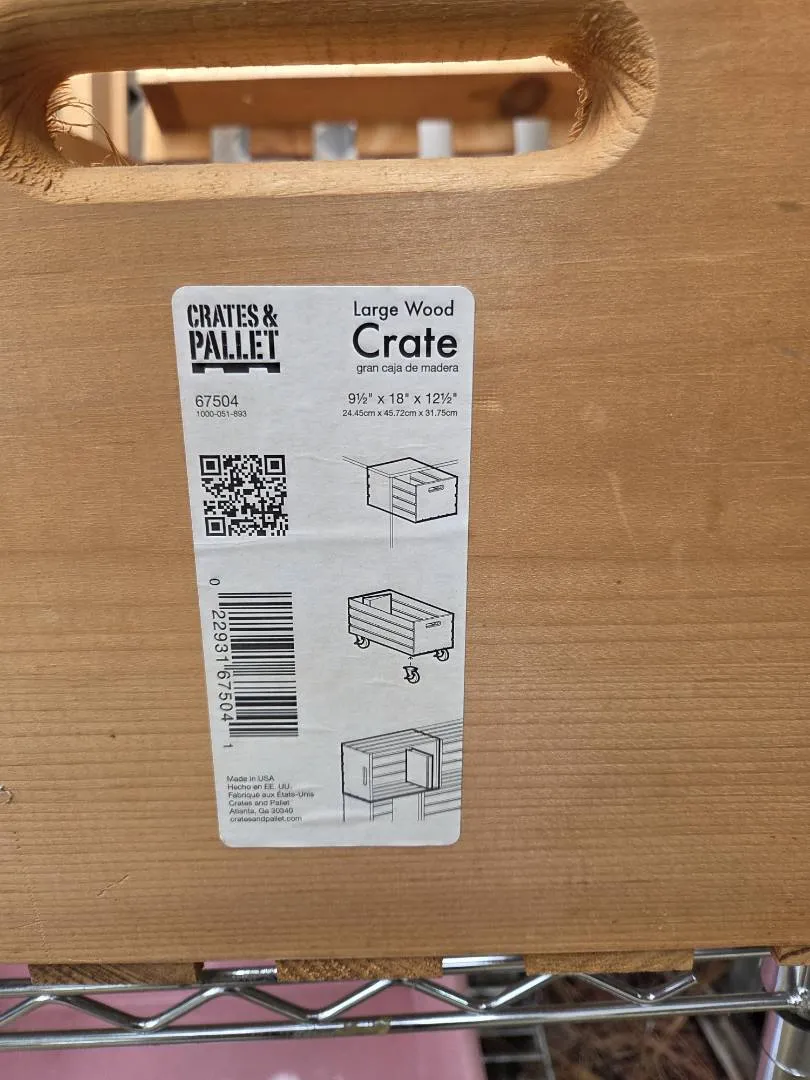 CRATES &
PALLET
Large Wood
Crate
gran caja de madera
67504
1000-051-893
9½" x 18" x 12½"
24.45cm x 45.72cm x 31.75cm
0 22931 67504 1
Made in USA
Hecho en EE. UU.
Fabriqué aux États-Unis
Crates and Pallet
Atlanta, Ga 30340
cratesandpallet.com